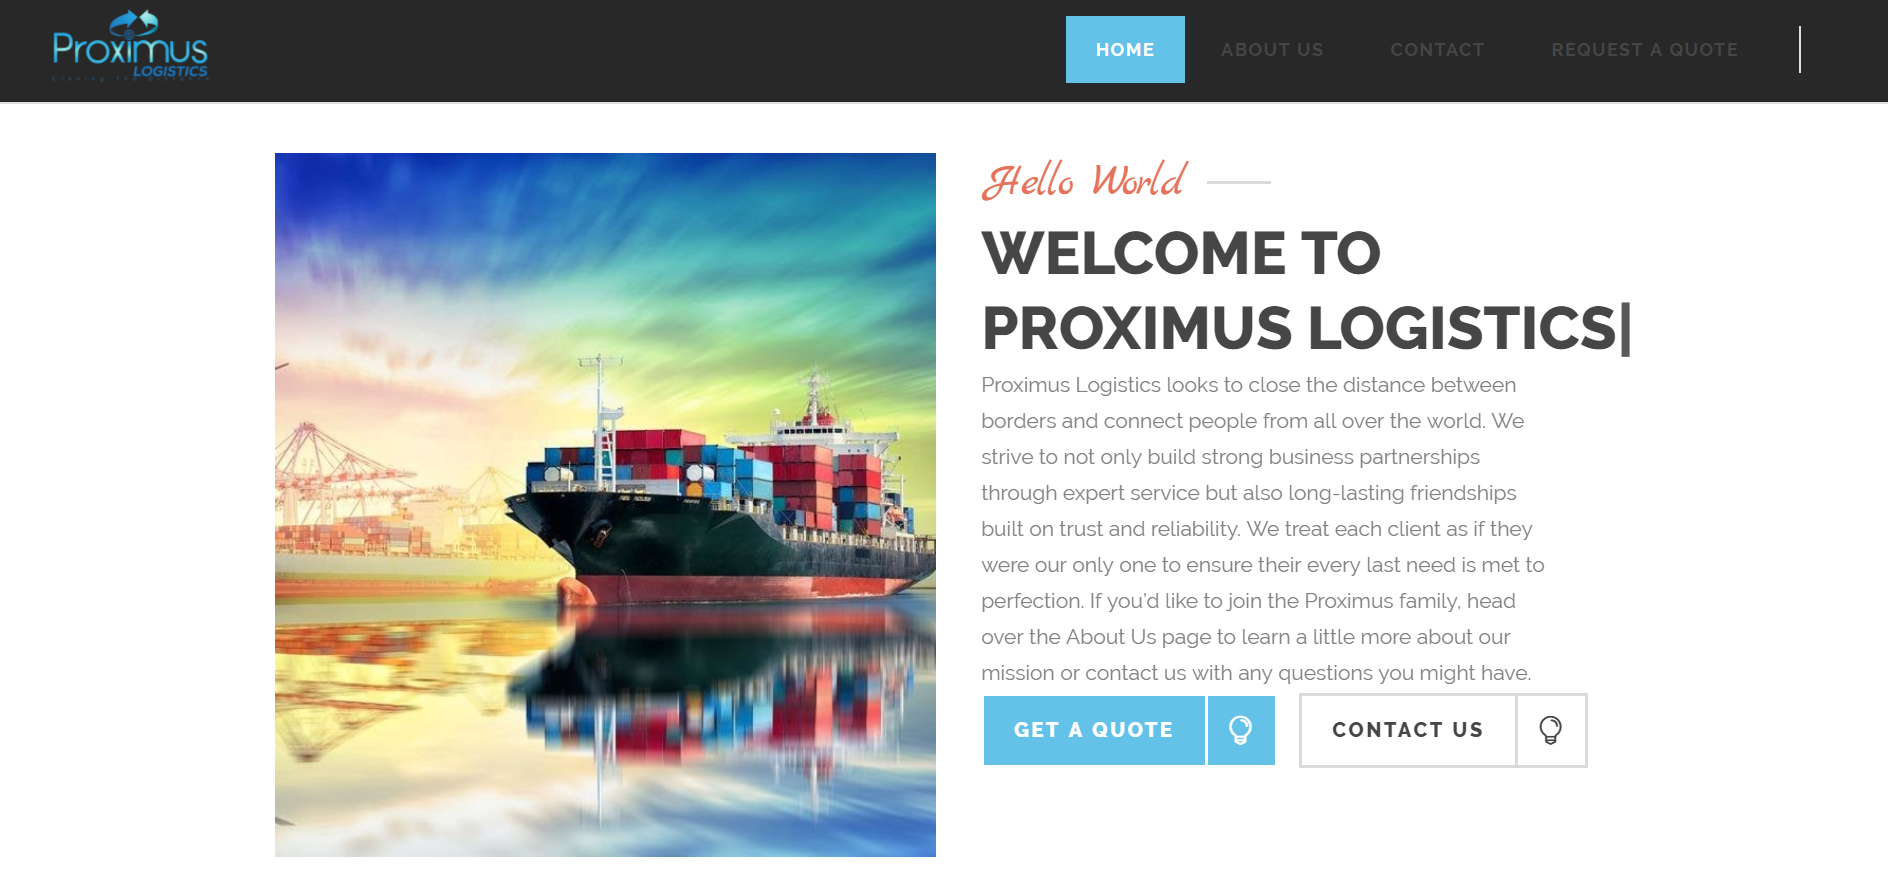 Proximus
LOGISTICS
Closing The Distance
HOME
ABOUT US
CONTACT
REQUEST A QUOTE
Hello World
WELCOME TO
PROXIMUS LOGISTICS|
Proximus Logistics looks to close the distance between
borders and connect people from all over the world. We
strive to not only build strong business partnerships
through expert service but also long-lasting friendships
built on trust and reliability. We treat each client as if they
were our only one to ensure their every last need is met to
perfection. If you’d like to join the Proximus family, head
over the About Us page to learn a little more about our
mission or contact us with any questions you might have.
GET A QUOTE
CONTACT US